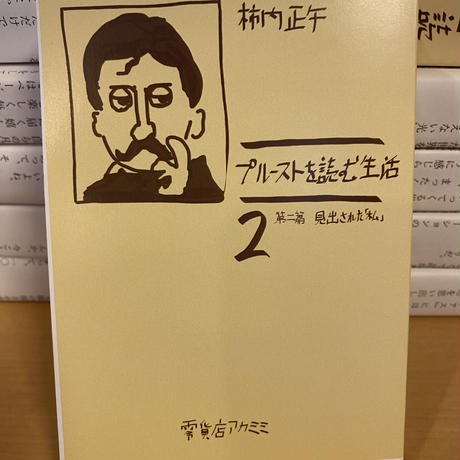 柿内正午
プルーストを読む生活
2
第二篇 見出された「私」
零貨店アカミミ